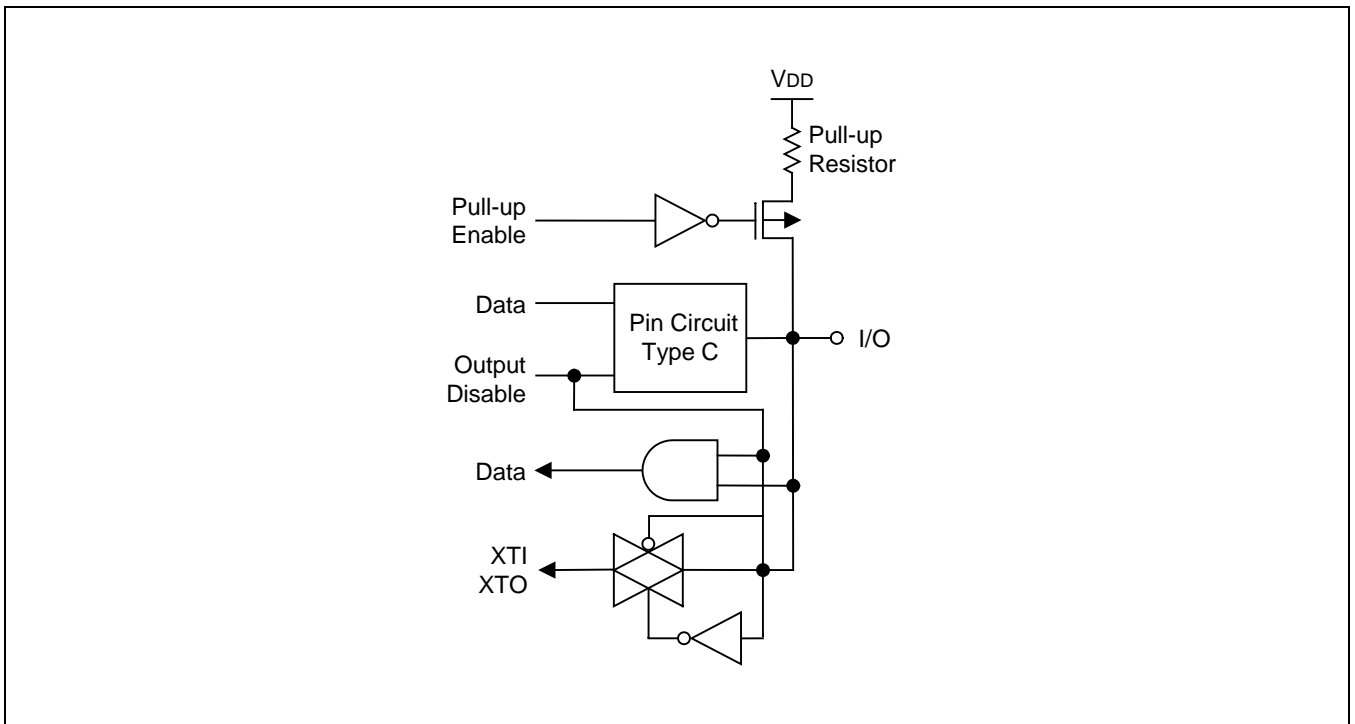 VDD
Pull-up
Resistor
Pull-up
Enable
Data
Pin Circuit
Type C
I/O
Output
Disable
Data
XTI
XTO